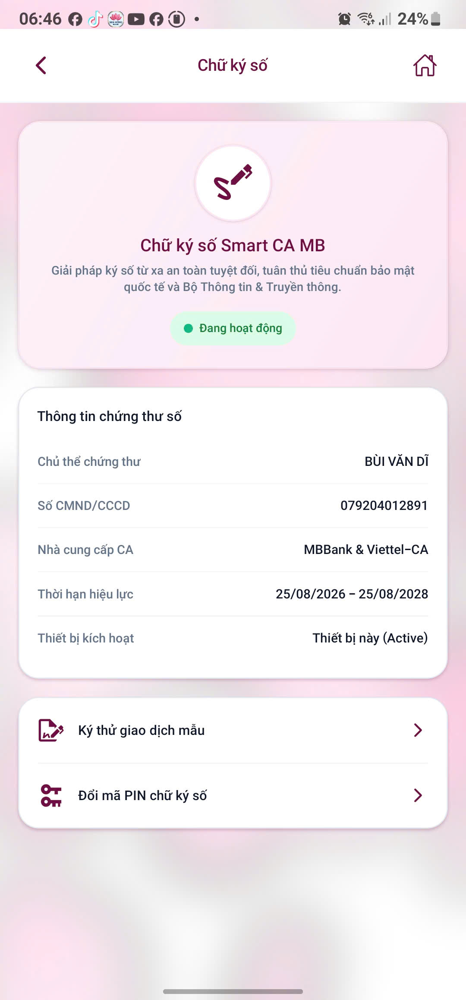 06:46
24%
Chữ ký số
Chữ ký số Smart CA MB
Giải pháp ký số từ xa an toàn tuyệt đối, tuân thủ tiêu chuẩn bảo mật
quốc tế và Bộ Thông tin & Truyền thông.
Đang hoạt động
Thông tin chứng thư số
Chủ thể chứng thư BÙI VĂN DĨ
Số CMND/CCCD 079204012891
Nhà cung cấp CA MBBank & Viettel-CA
Thời hạn hiệu lực 25/08/2026 - 25/08/2028
Thiết bị kích hoạt Thiết bị này (Active)
Ký thử giao dịch mẫu
Đổi mã PIN chữ ký số